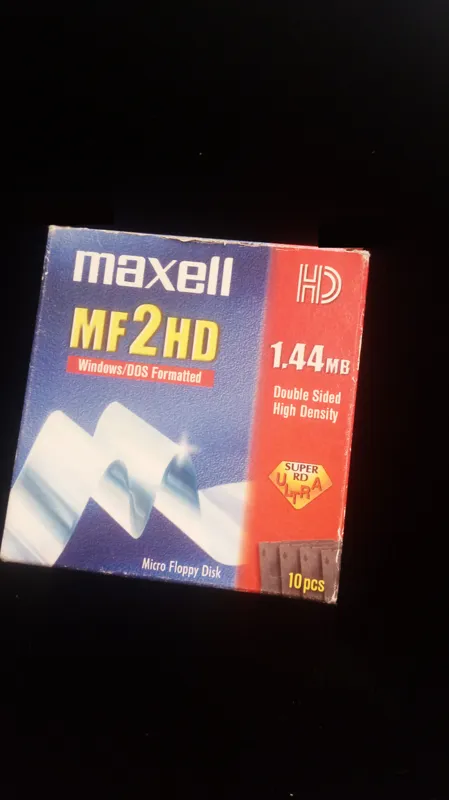 maxell
MF2HD
Windows/DOS Formatted
Micro Floppy Disk
HD
1.44MB
Double Sided
High Density
SUPER
RD
ULTRA
10pcs